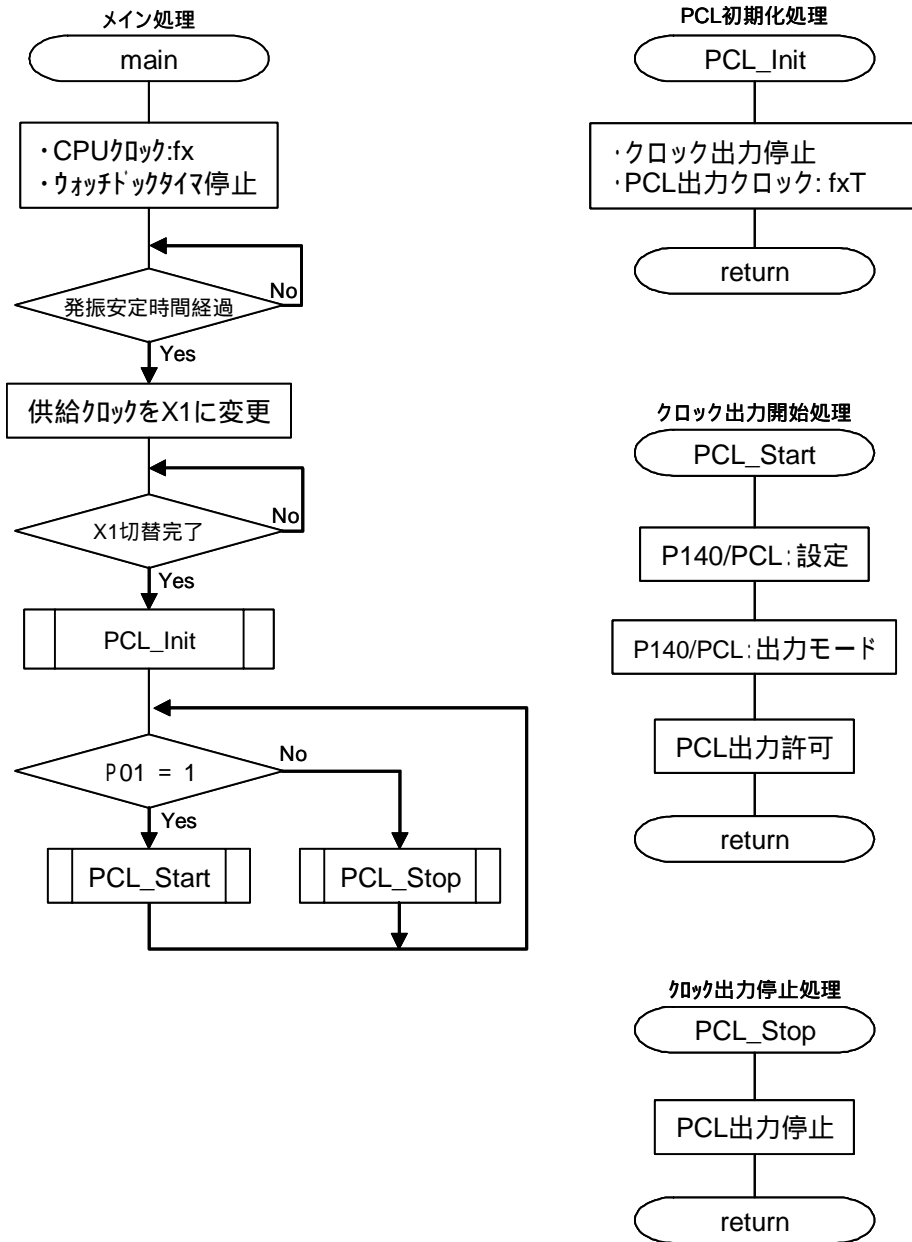 メイン処理
main
・CPUｸﾛｯｸ:fx
・ｳｫｯﾁﾄﾞｯｸﾀｲﾏ停止
No
発振安定時間経過
Yes
供給ｸﾛｯｸをX1に変更
No
X1切替完了
Yes
PCL_Init
No
P01 = 1
Yes
PCL_Start
PCL_Stop
PCL初期化処理
PCL_Init
・クロック出力停止
・PCL出力クロック: fxT
return
クロック出力開始処理
PCL_Start
P140/PCL:設定
P140/PCL:出力モード
PCL出力許可
return
ｸﾛｯｸ出力停止処理
PCL_Stop
PCL出力停止
return